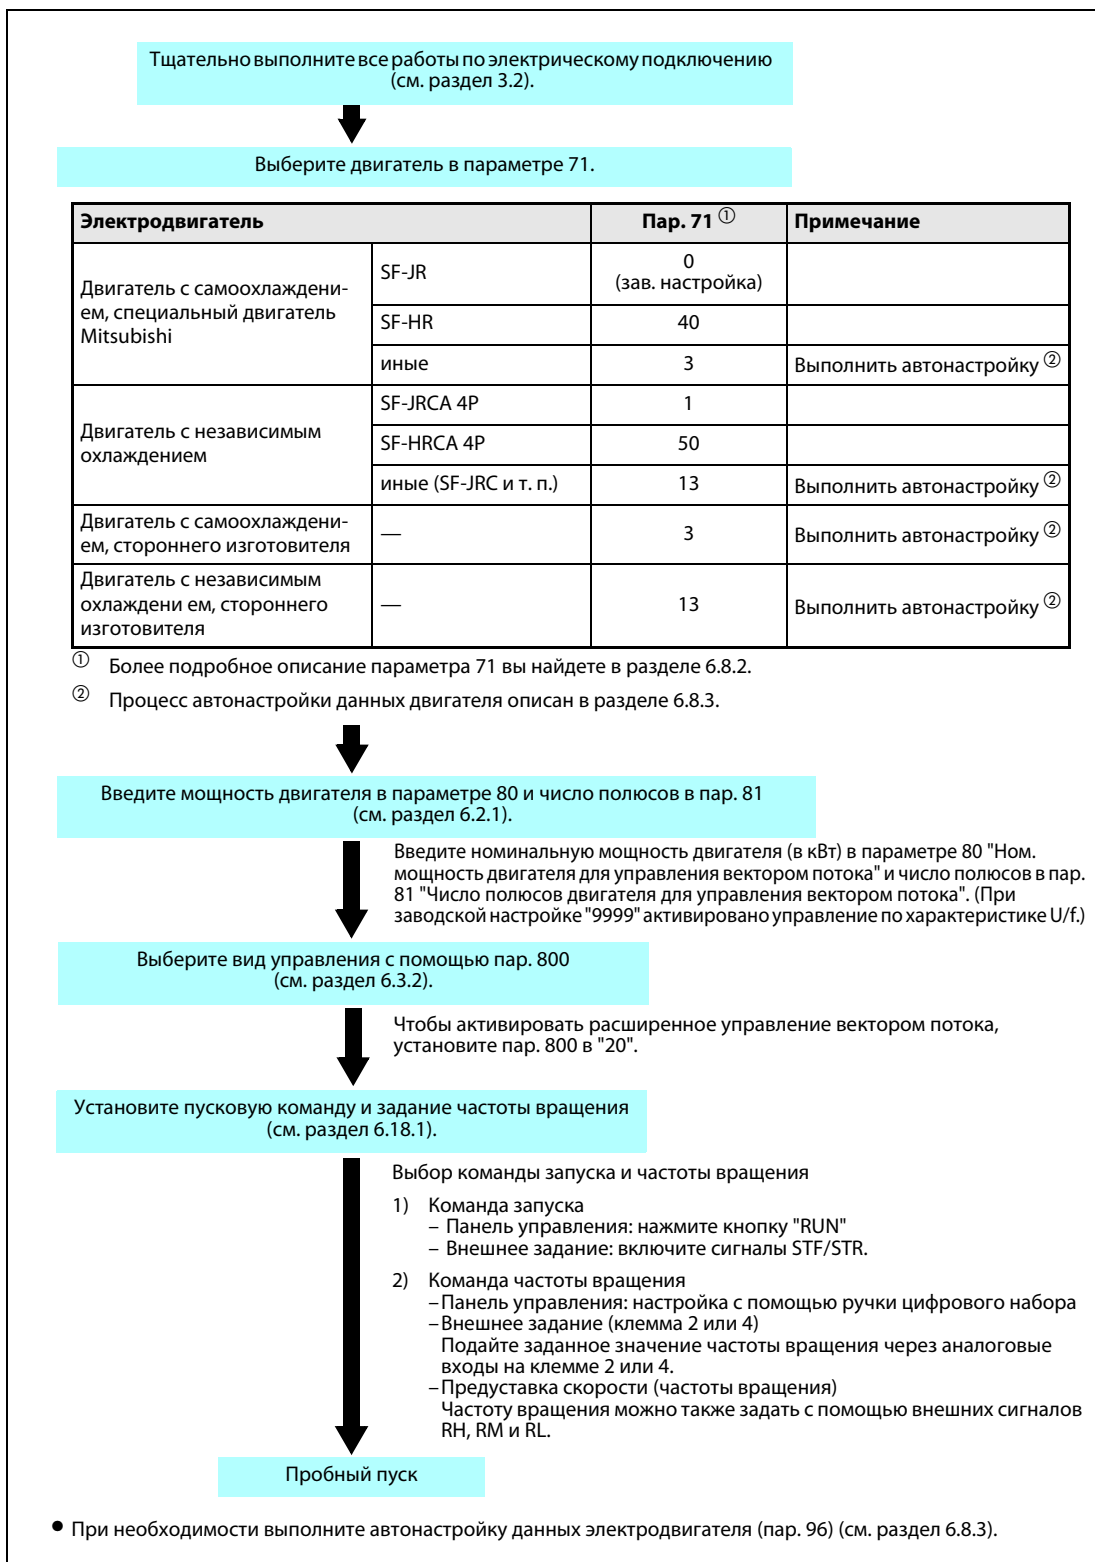 Тщательно выполните все работы по электрическому подключению
(см. раздел 3.2).
Выберите двигатель в параметре 71.
Электродвигатель Пар. 71 ① Примечание
Двигатель с самоохлаждени-
ем, специальный двигатель
Mitsubishi
SF-JR 0
(зав. настройка)
SF-HR 40
иные 3 Выполнить автонастройку ②
Двигатель с независимым
охлаждением
SF-JRCA 4P 1
SF-HRCA 4P 50
иные (SF-JRC и т. п.) 13 Выполнить автонастройку ②
Двигатель с самоохлаждени-
ем, стороннего изготовителя
— 3 Выполнить автонастройку ②
Двигатель с независимым
охлаждени ем, стороннего
изготовителя
— 13 Выполнить автонастройку ②
① Более подробное описание параметра 71 вы найдете в разделе 6.8.2.
② Процесс автонастройки данных двигателя описан в разделе 6.8.3.
Введите мощность двигателя в параметре 80 и число полюсов в пар. 81
(см. раздел 6.2.1).
Введите номинальную мощность двигателя (в кВт) в параметре 80 "Ном.
мощность двигателя для управления вектором потока" и число полюсов в пар.
81 "Число полюсов двигателя для управления вектором потока". (При
заводской настройке "9999" активировано управление по характеристике U/f.)
Выберите вид управления с помощью пар. 800
(см. раздел 6.3.2).
Чтобы активировать расширенное управление вектором потока,
установите пар. 800 в "20".
Установите пусковую команду и задание частоты вращения
(см. раздел 6.18.1).
Выбор команды запуска и частоты вращения
1) Команда запуска
– Панель управления: нажмите кнопку "RUN"
– Внешнее задание: включите сигналы STF/STR.
2) Команда частоты вращения
– Панель управления: настройка с помощью ручки цифрового набора
– Внешнее задание (клемма 2 или 4)
Подайте заданное значение частоты вращения через аналоговые
входы на клемме 2 или 4.
– Предуставка скорости (частоты вращения)
Частоту вращения можно также задать с помощью внешних сигналов
RH, RM и RL.
Пробный пуск
● При необходимости выполните автонастройку данных электродвигателя (пар. 96) (см. раздел 6.8.3).